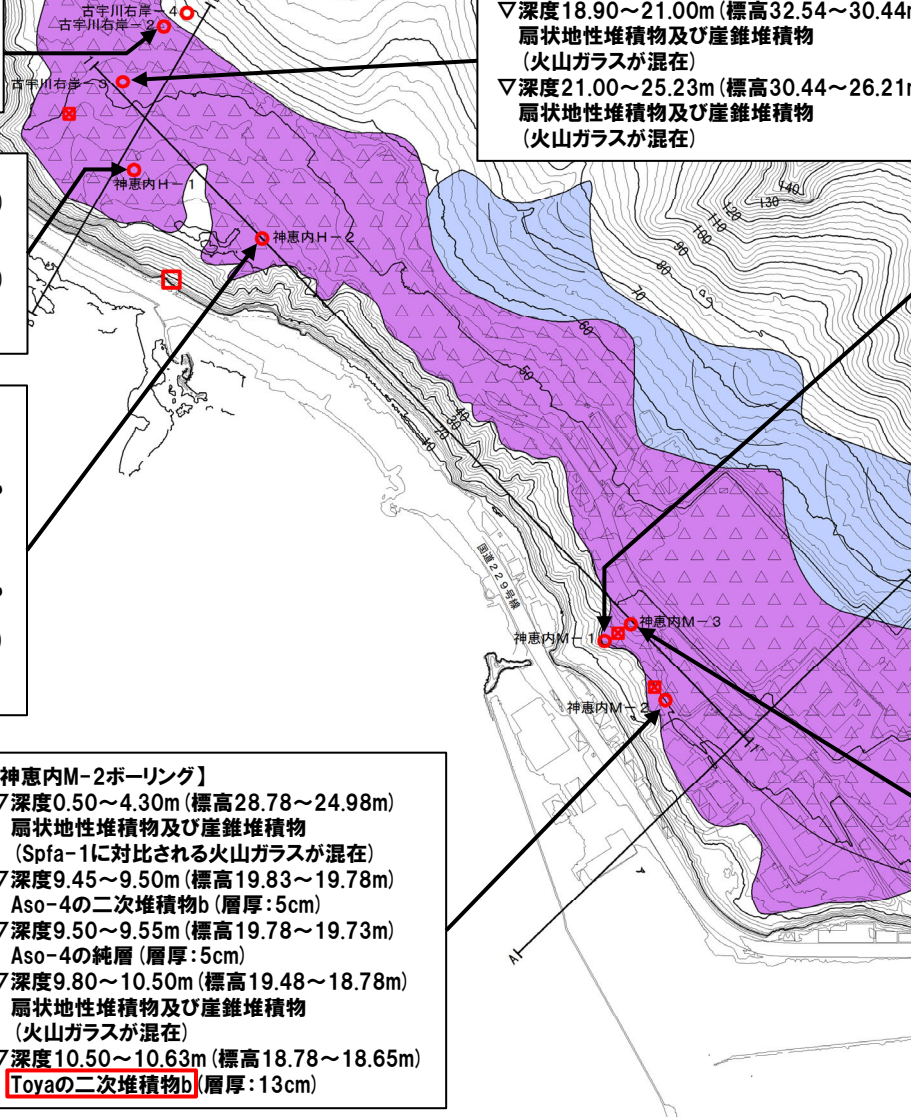 古宇川右岸-4
古宇川右岸-2
古宇川右岸-3
神恵内H-1
神恵内H-2
▽深度18.90～21.00m(標高32.54～30.44m
扇状地性堆積物及び崖錐堆積物
(火山ガラスが混在)
▽深度21.00～25.23m(標高30.44～26.21m
扇状地性堆積物及び崖錐堆積物
(火山ガラスが混在)
140
130
120
110
100
90
80
70
60
50
40
30
20
10
国道229号線
神恵内M-1
神恵内M-3
神恵内M-2
H'
A'
神恵内M-2ボーリング】
▽深度0.50～4.30m(標高28.78～24.98m)
扇状地性堆積物及び崖錐堆積物
(Spfa-1に対比される火山ガラスが混在)
▽深度9.45～9.50m(標高19.83～19.78m)
Aso-4の二次堆積物b(層厚:5cm)
▽深度9.50～9.55m(標高19.78～19.73m)
Aso-4の純層(層厚:5cm)
▽深度9.80～10.50m(標高19.48～18.78m)
扇状地性堆積物及び崖錐堆積物
(火山ガラスが混在)
▽深度10.50～10.63m(標高18.78～18.65m)
Toyaの二次堆積物b(層厚:13cm)